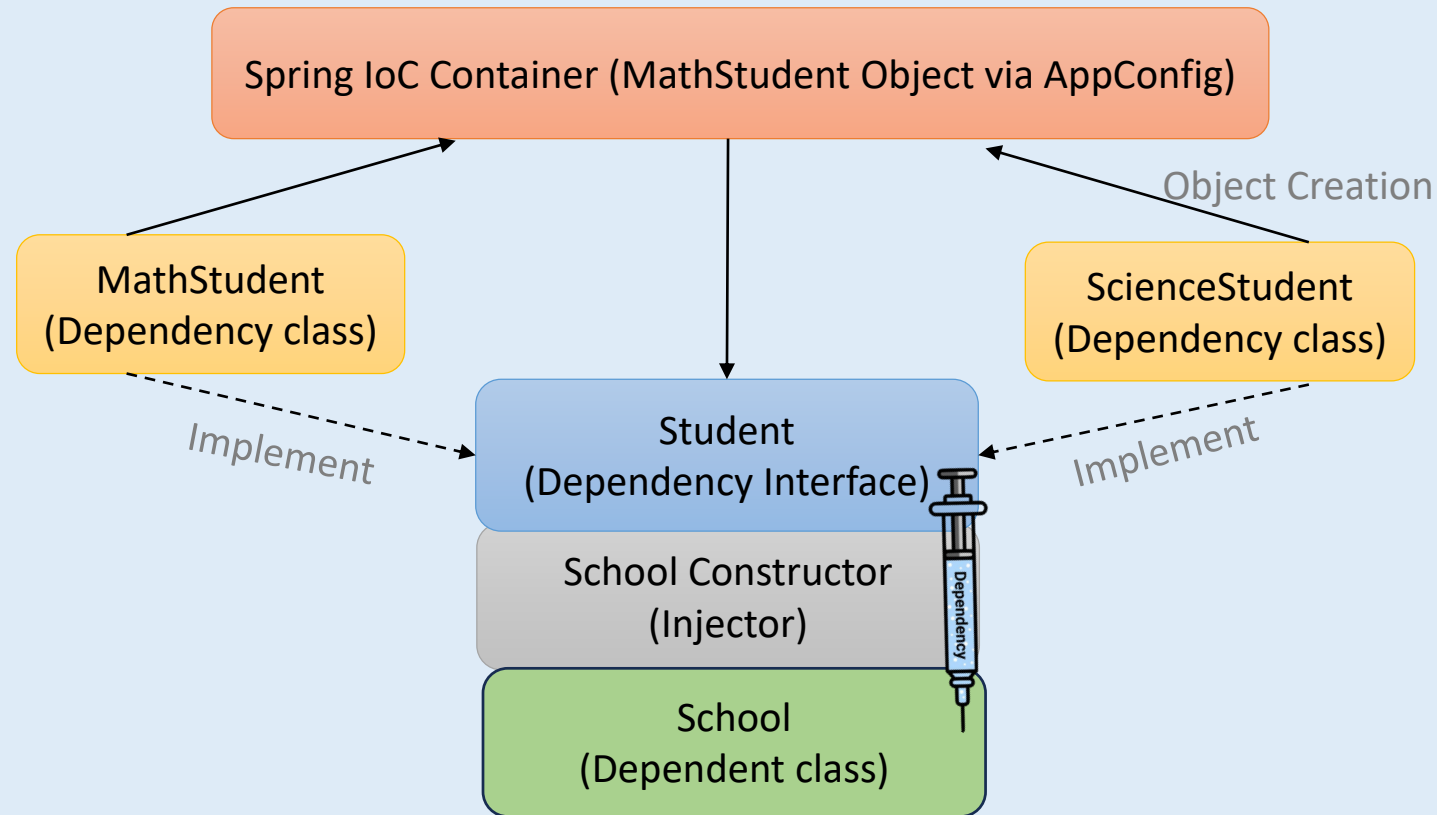 Spring IoC Container (MathStudent Object via AppConfig)
Object Creation
MathStudent
(Dependency class)
ScienceStudent
(Dependency class)
Implement
Implement
Student
(Dependency Interface)
School Constructor
(Injector)
Dependency
School
(Dependent class)